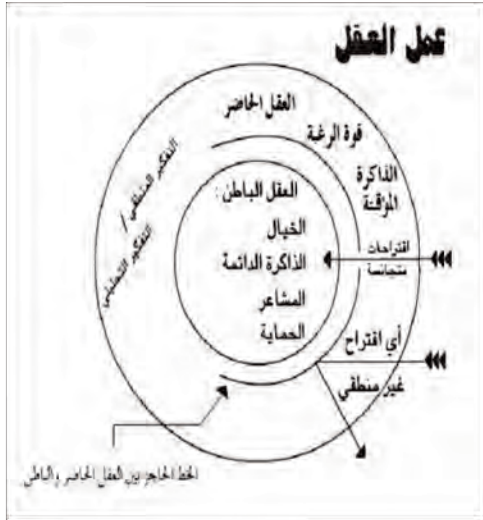 عمل العقل
العقل الحاضر
قوة الرغبة
الذاكرة
المؤقتة
التفكير المنطقي /
التفكير التحليلي
العقل الباطن :
الخيال
الذاكرة الدائمة
المشاعر
الحماية
اقتراحات
متجانسة
أي اقتراح
غير منطقي
الخط الحاجز بين العقل الحاضر والباطن